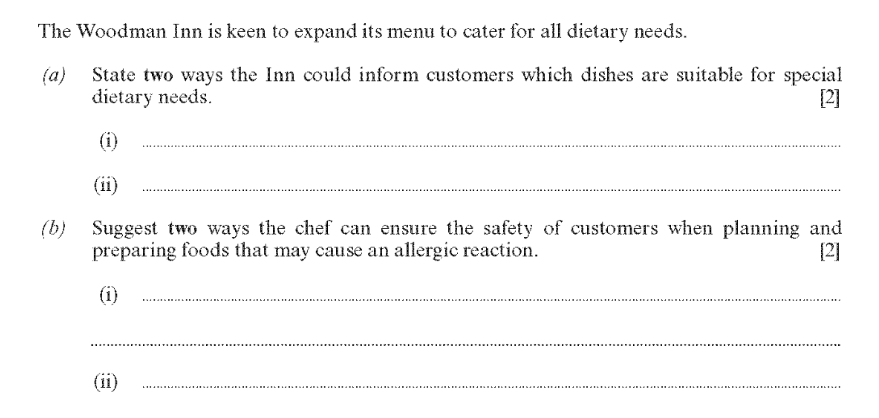 The Woodman Inn is keen to expand its menu to cater for all dietary needs.
(a) State two ways the Inn could inform customers which dishes are suitable for special
dietary needs. [2]
(i)
(ii)
(b) Suggest two ways the chef can ensure the safety of customers when planning and
preparing foods that may cause an allergic reaction. [2]
(i)
(ii)